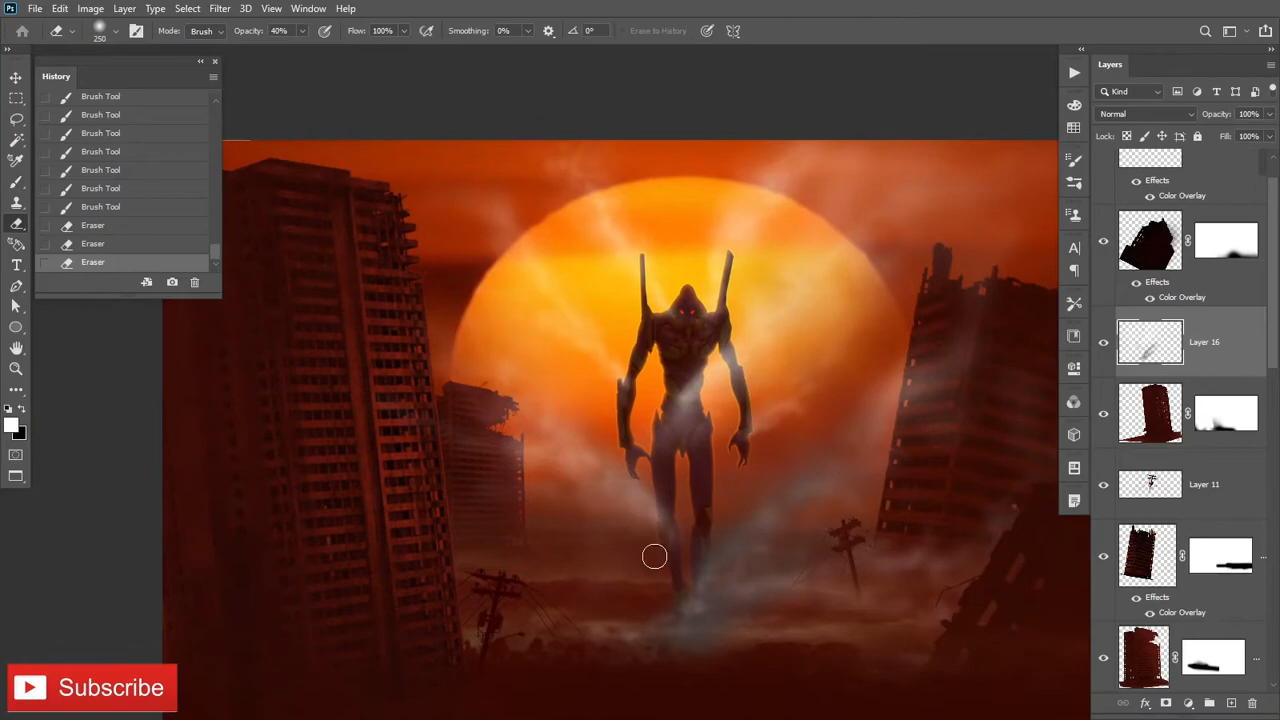 Ps File Edit Image Layer Type Select Filter 3D View Window Help
250 Mode: Brush Opacity: 40% Flow: 100% Smoothing: 0% 0° Erase to History
History
Brush Tool
Brush Tool
Brush Tool
Brush Tool
Brush Tool
Brush Tool
Brush Tool
Eraser
Eraser
Eraser
Layers
Kind
Normal Opacity: 100%
Lock: Fill: 100%
Effects
Color Overlay
Effects
Color Overlay
Layer 16
Layer 11
Effects
Color Overlay
Subscribe